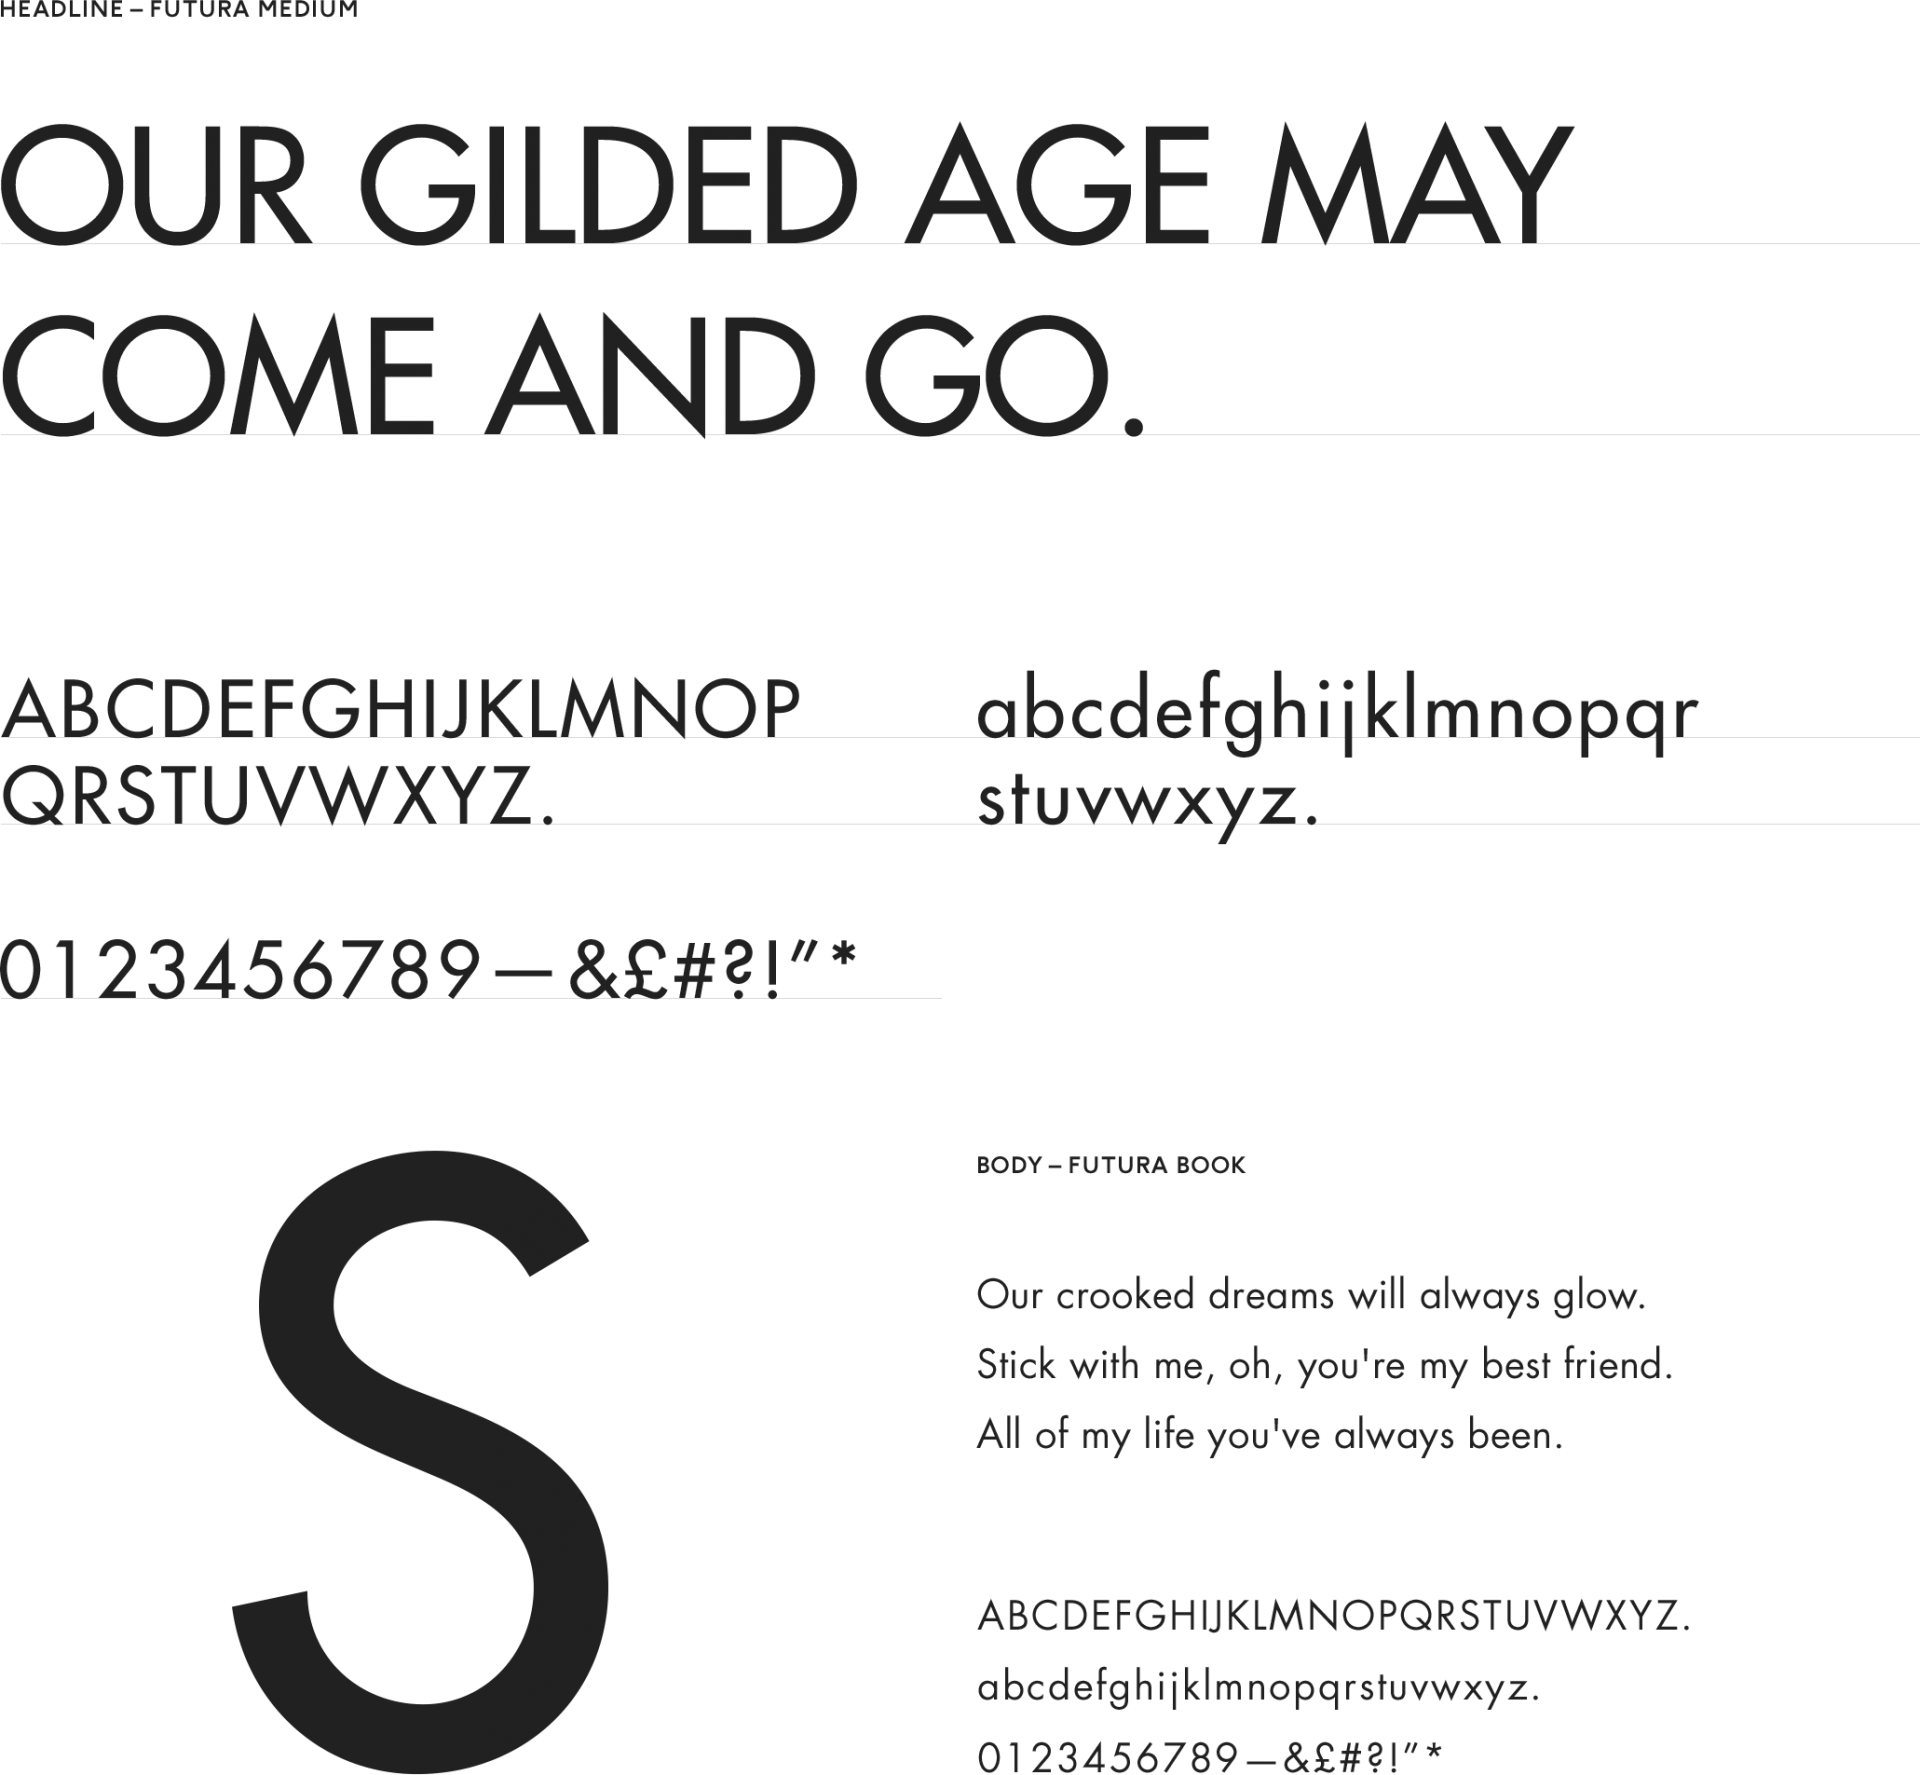 HEADLINE – FUTURA MEDIUM
OUR GILDED AGE MAY
COME AND GO.
ABCDEFGHIJKLMNOP
QRSTUVWXYZ.
abcdefghijklmnopqr
stuvwxyz.
0123456789—&£#?!”*
S
BODY – FUTURA BOOK
Our crooked dreams will always glow.
Stick with me, oh, you're my best friend.
All of my life you've always been.
ABCDEFGHIJKLMNOPQRSTUVWXYZ.
abcdefghijklmnopqrstuvwxyz.
0123456789—&£#?!”*